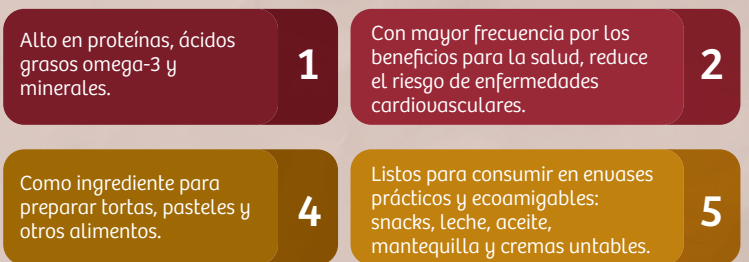 Alto en proteínas, ácidos
grasos omega-3 y
minerales.
1
Con mayor frecuencia por los
beneficios para la salud, reduce
el riesgo de enfermedades
cardiovasculares.
2
Como ingrediente para
preparar tortas, pasteles y
otros alimentos.
4
Listos para consumir en envases
prácticos y ecoamigables:
snacks, leche, aceite,
mantequilla y cremas untables.
5